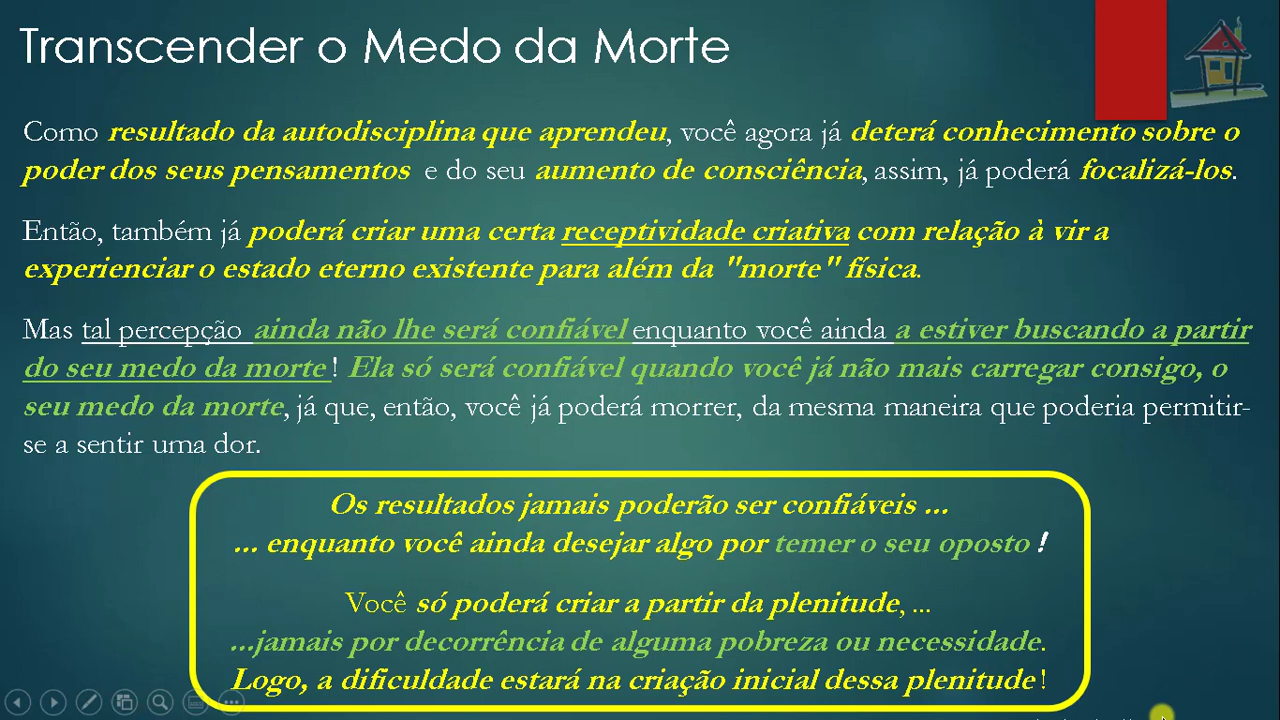 Transcender o Medo da Morte
Como resultado da autodisciplina que aprendeu, você agora já deterá conhecimento sobre o
poder dos seus pensamentos e do seu aumento de consciência, assim, já poderá focalizá-los.
Então, também já poderá criar uma certa receptividade criativa com relação à vir a
experienciar o estado eterno existente para além da "morte" física.
Mas tal percepção ainda não lhe será confiável enquanto você ainda a estiver buscando a partir
do seu medo da morte ! Ela só será confiável quando você já não mais carregar consigo, o
seu medo da morte, já que, então, você já poderá morrer, da mesma maneira que poderia permitir-
se a sentir uma dor.
Os resultados jamais poderão ser confiáveis ...
... enquanto você ainda desejar algo por temer o seu oposto !
Você só poderá criar a partir da plenitude, ...
...jamais por decorrência de alguma pobreza ou necessidade.
Logo, a dificuldade estará na criação inicial dessa plenitude !